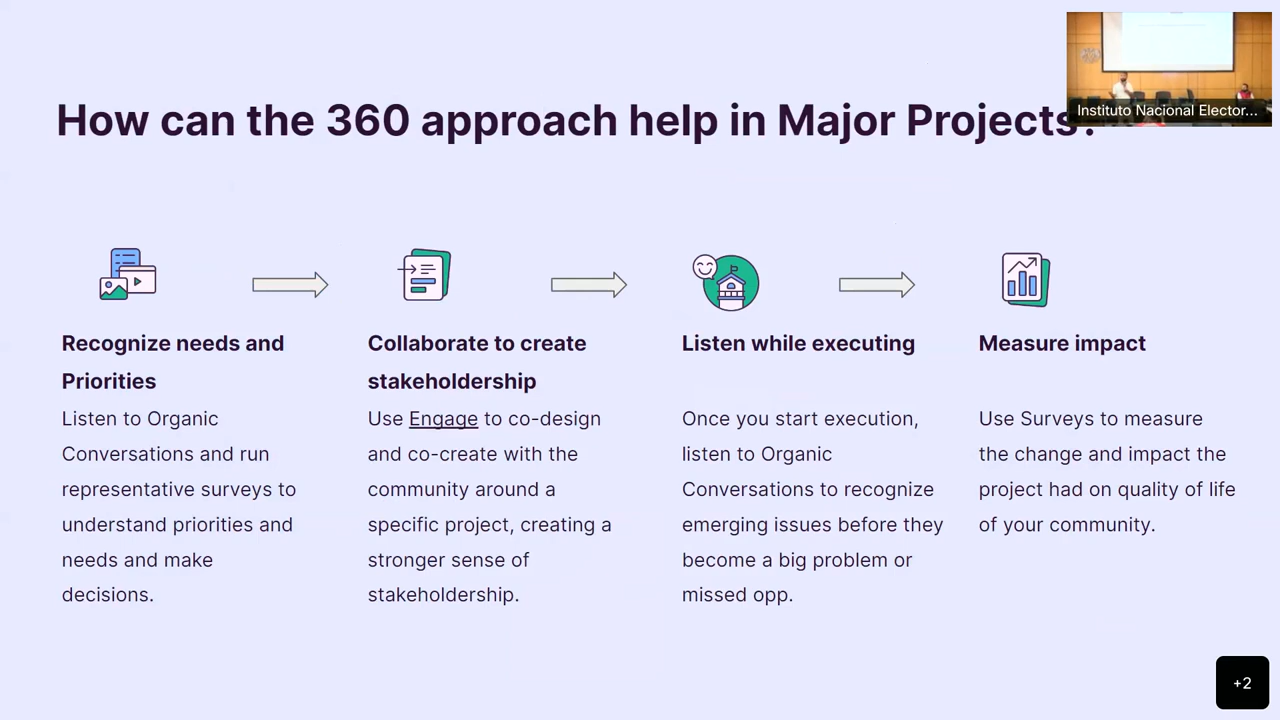 How can the 360 approach help in Major Projects?
Instituto Nacional Elector...
Recognize needs and
Priorities
Listen to Organic
Conversations and run
representative surveys to
understand priorities and
needs and make
decisions.
Collaborate to create
stakeholdership
Use Engage to co-design
and co-create with the
community around a
specific project, creating a
stronger sense of
stakeholdership.
Listen while executing
Once you start execution,
listen to Organic
Conversations to recognize
emerging issues before they
become a big problem or
missed opp.
Measure impact
Use Surveys to measure
the change and impact the
project had on quality of life
of your community.
+2